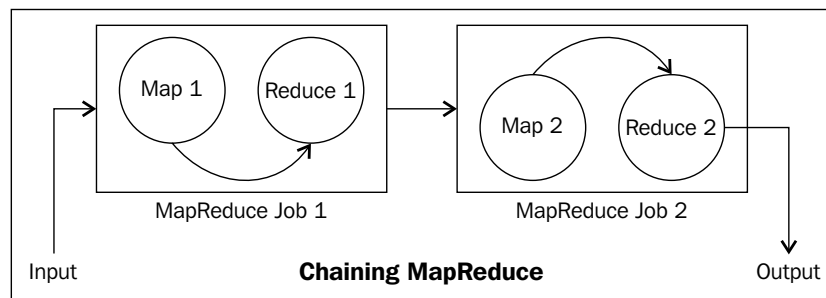 Map 1
Reduce 1
Map 2
Reduce 2
MapReduce Job 1
MapReduce Job 2
Input
Chaining MapReduce
Output